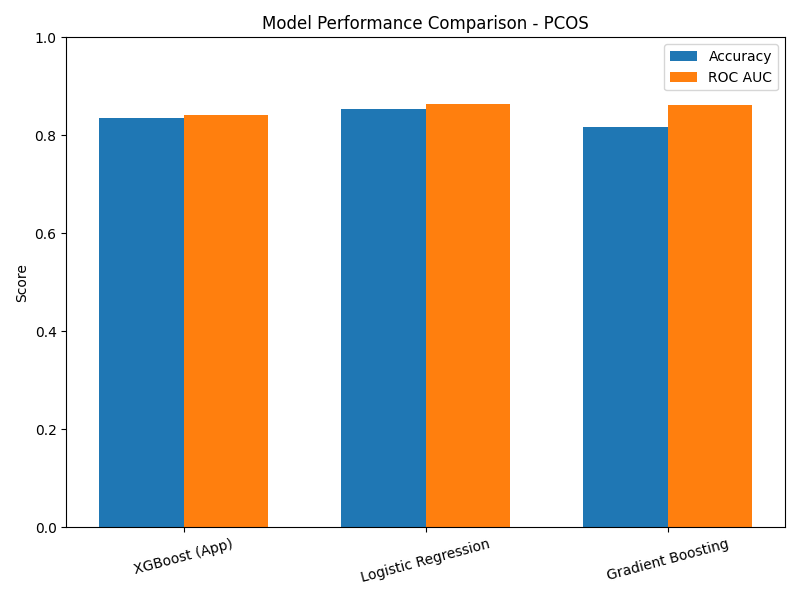 Model Performance Comparison - PCOS
Accuracy
ROC AUC
Score
1.0
0.8
0.6
0.4
0.2
0.0
XGBoost (App)
Logistic Regression
Gradient Boosting